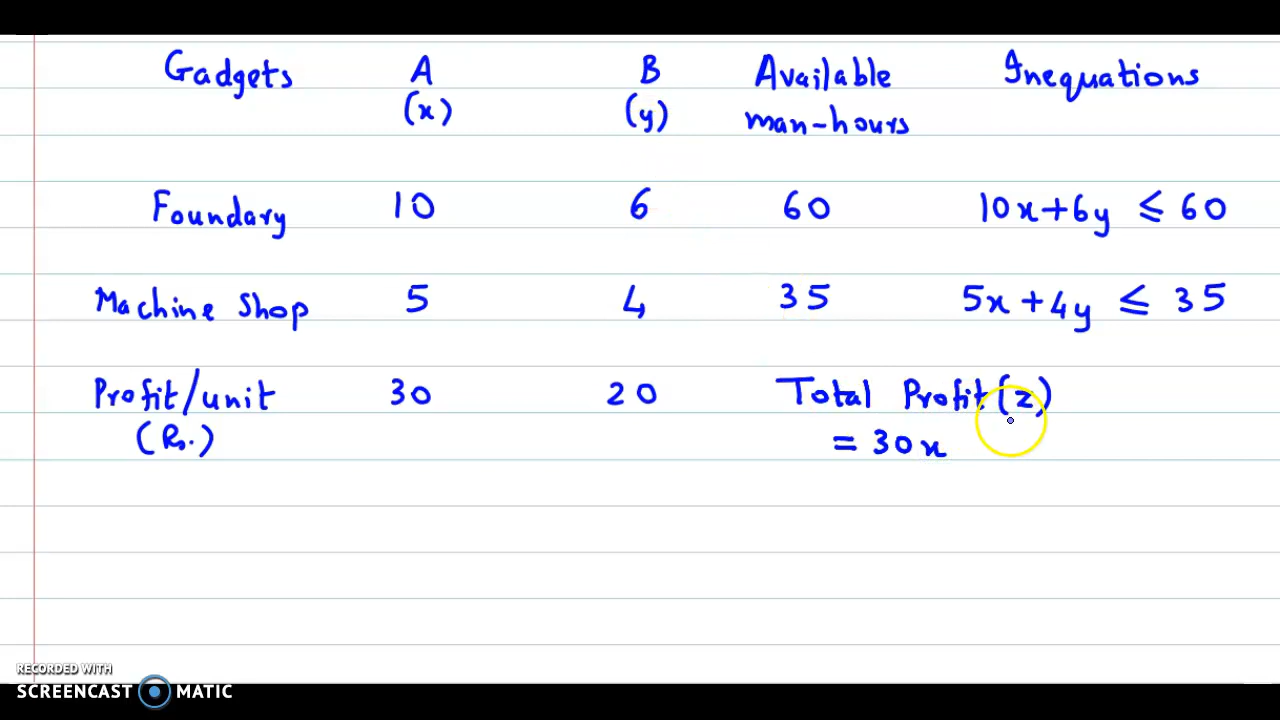 Gadgets A B Available Inequations
(x) (y) man-hours
Foundary 10 6 60 10x+6y ≤ 60
Machine Shop 5 4 35 5x+4y ≤ 35
Profit/unit 30 20 Total Profit(z)
(Rs.) = 30x
RECORDED WITH
SCREENCAST MATIC